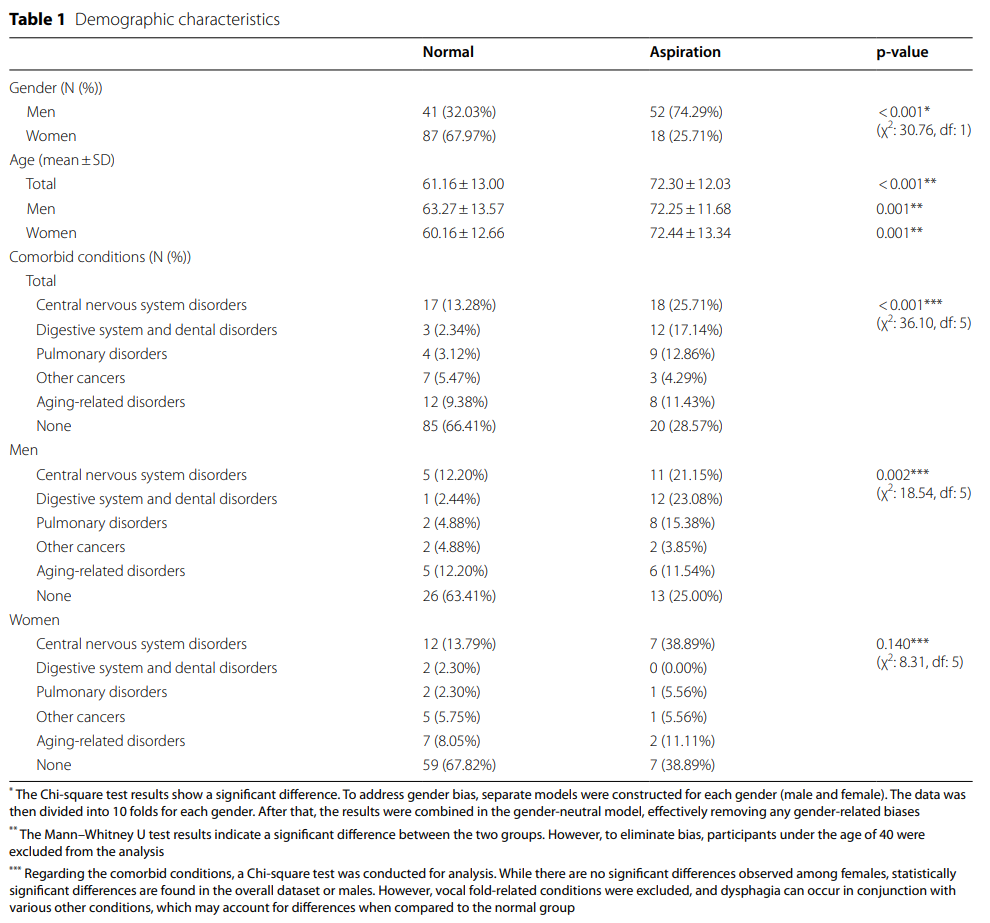 Table 1 Demographic characteristics
Normal Aspiration p-value
Gender (N (%))
Men 41 (32.03%) 52 (74.29%) <0.001*
Women 87 (67.97%) 18 (25.71%) (χ²: 30.76, df: 1)
Age (mean ± SD)
Total 61.16 ± 13.00 72.30 ± 12.03 <0.001**
Men 63.27 ± 13.57 72.25 ± 11.68 0.001**
Women 60.16 ± 12.66 72.44 ± 13.34 0.001**
Comorbid conditions (N (%))
Total
Central nervous system disorders 17 (13.28%) 18 (25.71%) <0.001***
Digestive system and dental disorders 3 (2.34%) 12 (17.14%) (χ²: 36.10, df: 5)
Pulmonary disorders 4 (3.12%) 9 (12.86%)
Other cancers 7 (5.47%) 3 (4.29%)
Aging-related disorders 12 (9.38%) 8 (11.43%)
None 85 (66.41%) 20 (28.57%)
Men
Central nervous system disorders 5 (12.20%) 11 (21.15%) 0.002***
Digestive system and dental disorders 1 (2.44%) 12 (23.08%) (χ²: 18.54, df: 5)
Pulmonary disorders 2 (4.88%) 8 (15.38%)
Other cancers 2 (4.88%) 2 (3.85%)
Aging-related disorders 5 (12.20%) 6 (11.54%)
None 26 (63.41%) 13 (25.00%)
Women
Central nervous system disorders 12 (13.79%) 7 (38.89%) 0.140***
Digestive system and dental disorders 2 (2.30%) 0 (0.00%) (χ²: 8.31, df: 5)
Pulmonary disorders 2 (2.30%) 1 (5.56%)
Other cancers 5 (5.75%) 1 (5.56%)
Aging-related disorders 7 (8.05%) 2 (11.11%)
None 59 (67.82%) 7 (38.89%)
* The Chi-square test results show a significant difference. To address gender bias, separate models were constructed for each gender (male and female). The data was
then divided into 10 folds for each gender. After that, the results were combined in the gender-neutral model, effectively removing any gender-related biases
** The Mann–Whitney U test results indicate a significant difference between the two groups. However, to eliminate bias, participants under the age of 40 were
excluded from the analysis
*** Regarding the comorbid conditions, a Chi-square test was conducted for analysis. While there are no significant differences observed among females, statistically
significant differences are found in the overall dataset or males. However, vocal fold-related conditions were excluded, and dysphagia can occur in conjunction with
various other conditions, which may account for differences when compared to the normal group